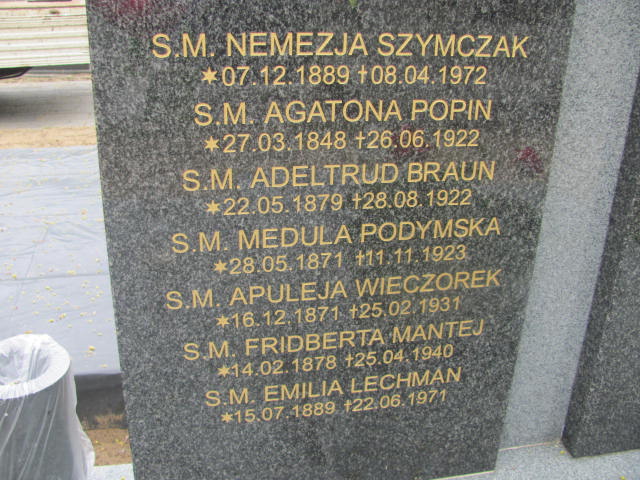 S.M. NEMEZJA SZYMCZAK
✶07.12.1889 †08.04.1972
S.M. AGATONA POPIN
✶27.03.1848 †26.06.1922
S.M. ADELTRUD BRAUN
✶22.05.1879 †28.08.1922
S.M. MEDULA PODYMSKA
✶28.05.1871 †11.11.1923
S.M. APULEJA WIECZOREK
✶16.12.1871 †25.02.1931
S.M. FRIDBERTA MANTEJ
✶14.02.1878 †25.04.1940
S.M. EMILIA LECHMAN
✶15.07.1889 †22.06.1971